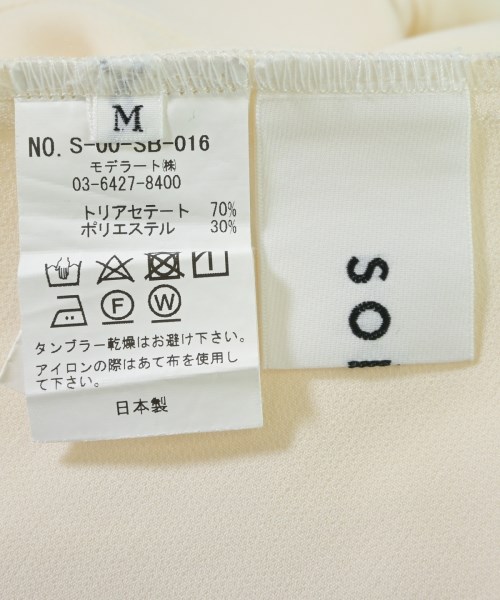 M
NO. S-00-SB-016
モデラート㈱
03-6427-8400
トリアセテート 70%
ポリエステル 30%
F W
タンブラー乾燥はお避け下さい。
アイロンの際はあて布を使用し
て下さい。
日本製
SO